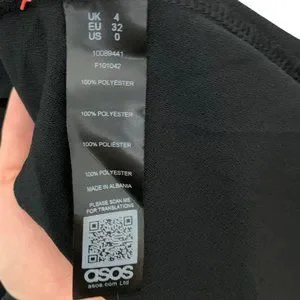 UK 4
EU 32
US 0
10089441
F101042
100% POLYESTER
100% POLYESTER
100% POLIÉSTER
100% POLYESTER
MADE IN ALBANIA
PLEASE SCAN ME
FOR TRANSLATIONS
asos
asos.com Ltd